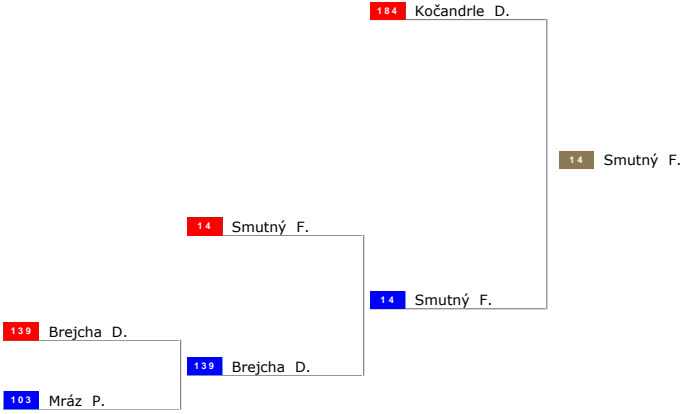 184 Kočandrle D.
14 Smutný F.
14 Smutný F.
14 Smutný F.
139 Brejcha D.
139 Brejcha D.
103 Mráz P.